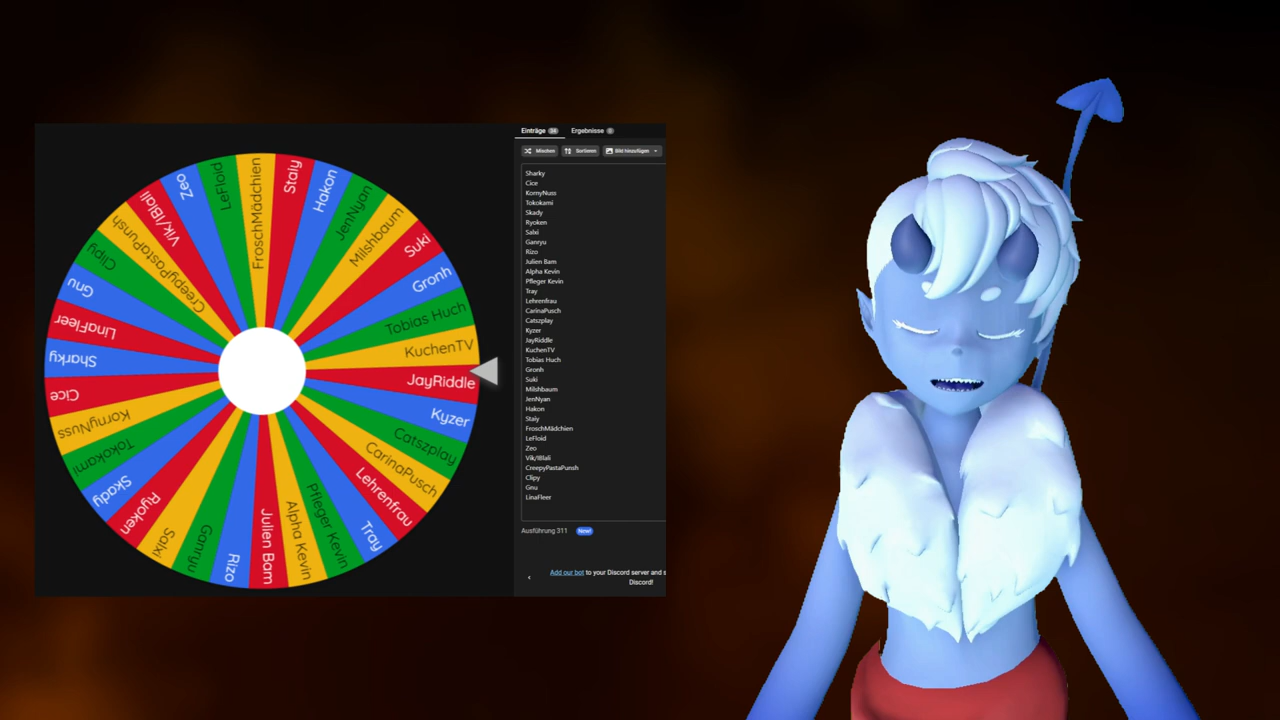 Zeo
LeFloid
FroschMädchien
Staiy
Hakon
JenNyan
Milshbaum
Suki
Gronh
Tobias Huch
KuchenTV
JayRiddle
Kyzer
Catszplay
CarinaPusch
Lehrenfrau
Tray
Pfleger Kevin
Alpha Kevin
Julien Bam
Rizo
Ganryu
Salxi
Ryoken
Skady
Tokokami
KornyNuss
Cice
Sharky
LinaFleer
Gnu
Clipy
CreepyPastaPunsh
Vik/IBlali
Einträge 34 Ergebnisse 0
Mischen Sortieren Bild hinzufügen
Sharky
Cice
KornyNuss
Tokokami
Skady
Ryoken
Salxi
Ganryu
Rizo
Julien Bam
Alpha Kevin
Pfleger Kevin
Tray
Lehrenfrau
CarinaPusch
Catszplay
Kyzer
JayRiddle
KuchenTV
Tobias Huch
Gronh
Suki
Milshbaum
JenNyan
Hakon
Staiy
FroschMädchien
LeFloid
Zeo
Vik/IBlali
CreepyPastaPunsh
Clipy
Gnu
LinaFleer
Ausführung 311 New!
Add our bot to your Discord server and s
Discord!